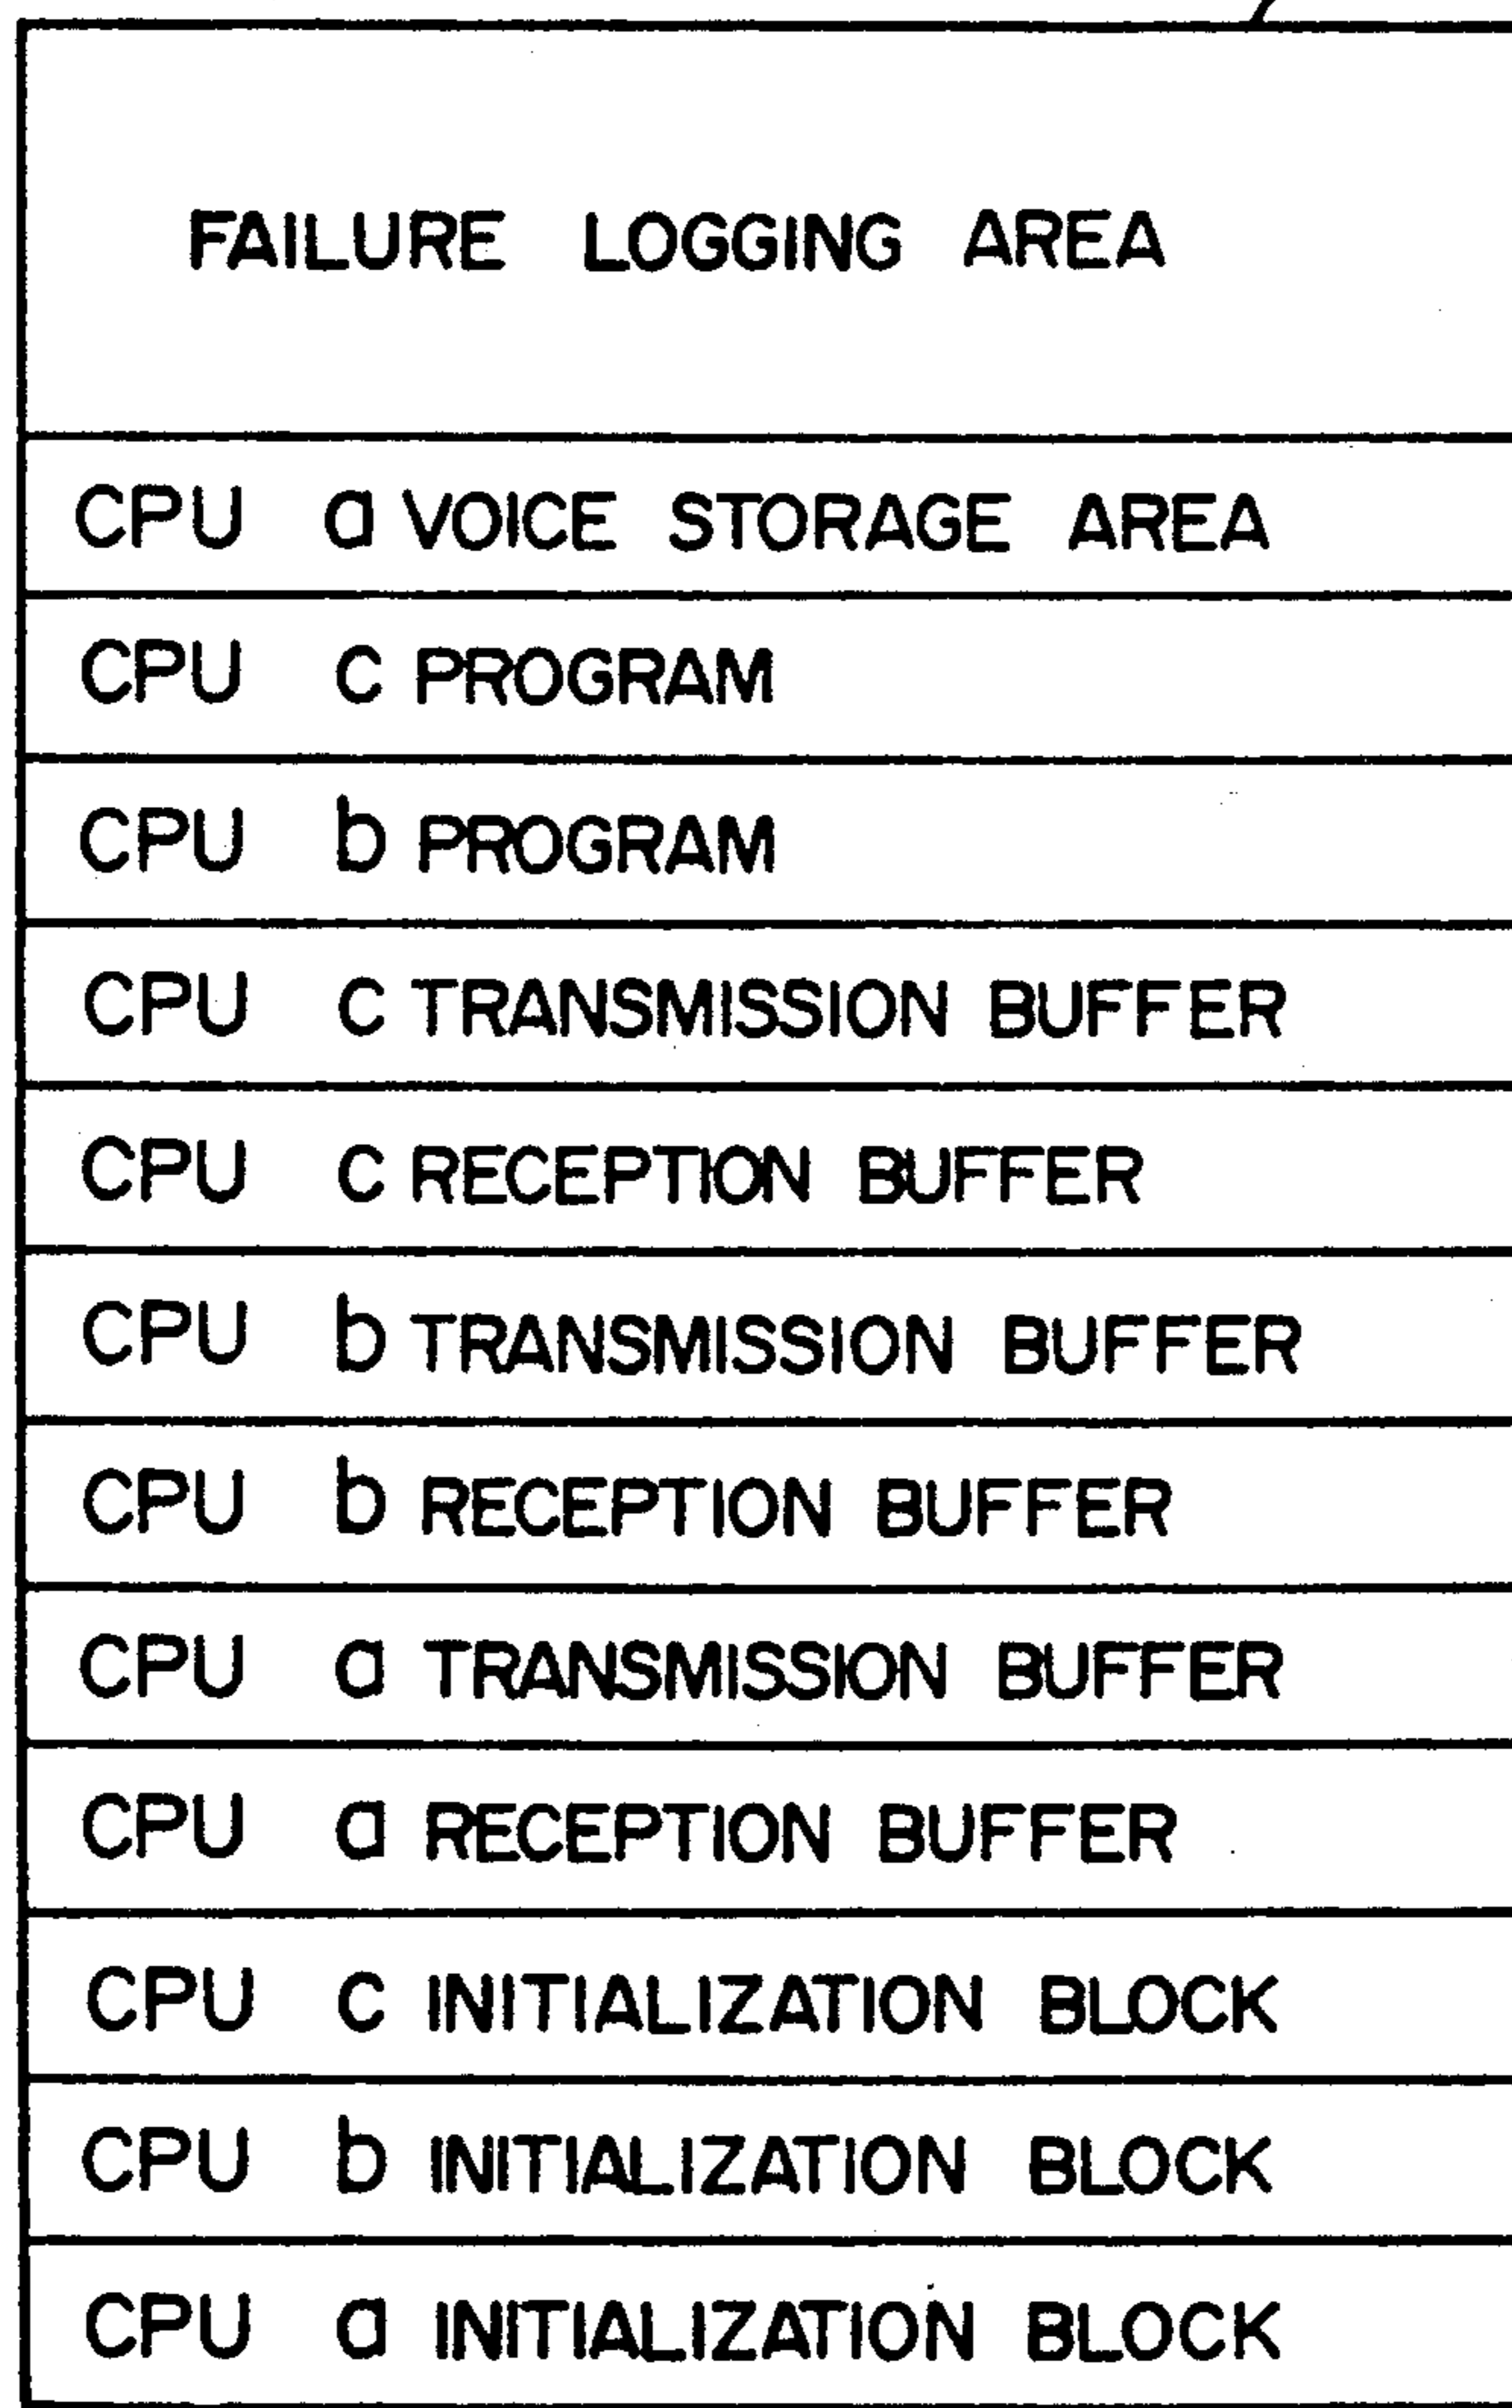 FAILURE LOGGING AREA
CPU a VOICE STORAGE AREA
CPU c PROGRAM
CPU b PROGRAM
CPU c TRANSMISSION BUFFER
CPU c RECEPTION BUFFER
CPU b TRANSMISSION BUFFER
CPU b RECEPTION BUFFER
CPU a TRANSMISSION BUFFER
CPU a RECEPTION BUFFER
CPU c INITIALIZATION BLOCK
CPU b INITIALIZATION BLOCK
CPU a INITIALIZATION BLOCK